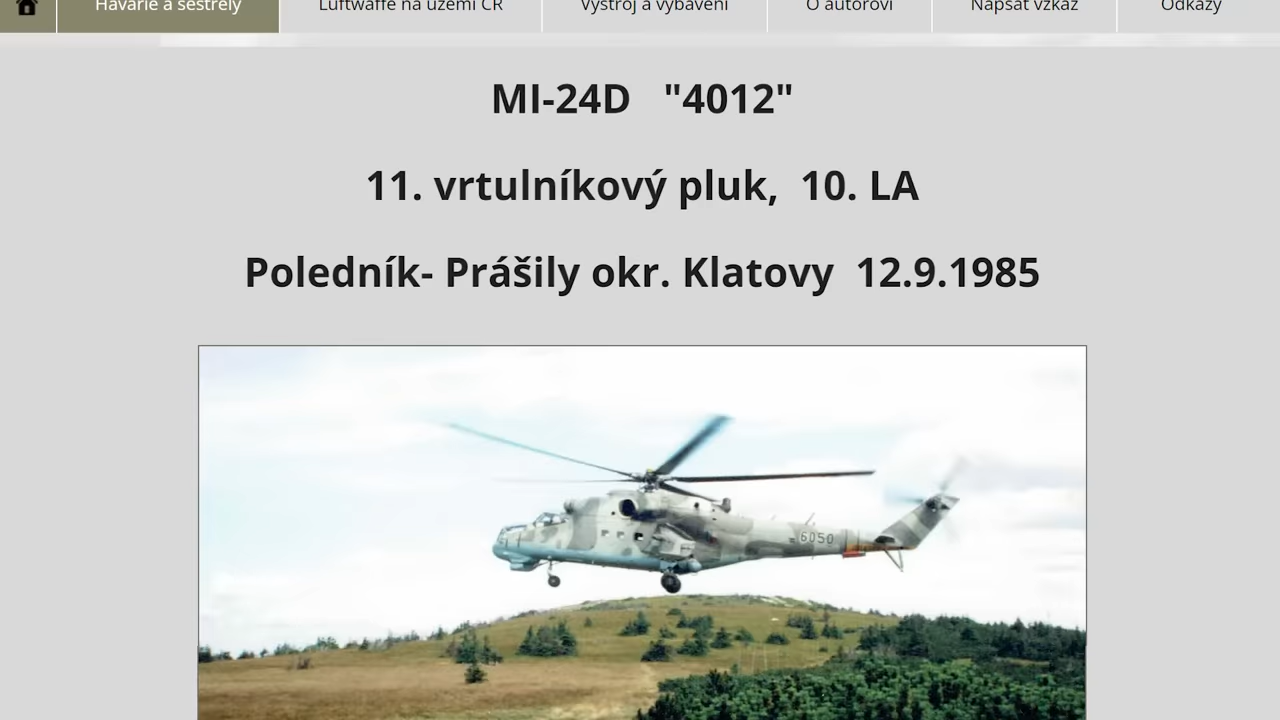 Havárie a sestřely
Luftwaffe na území ČR
Výstroj a vybavení
O autorovi
Napsat vzkaz
Odkazy
MI-24D "4012"
11. vrtulníkový pluk, 10. LA
Poledník- Prášily okr. Klatovy 12.9.1985
6050